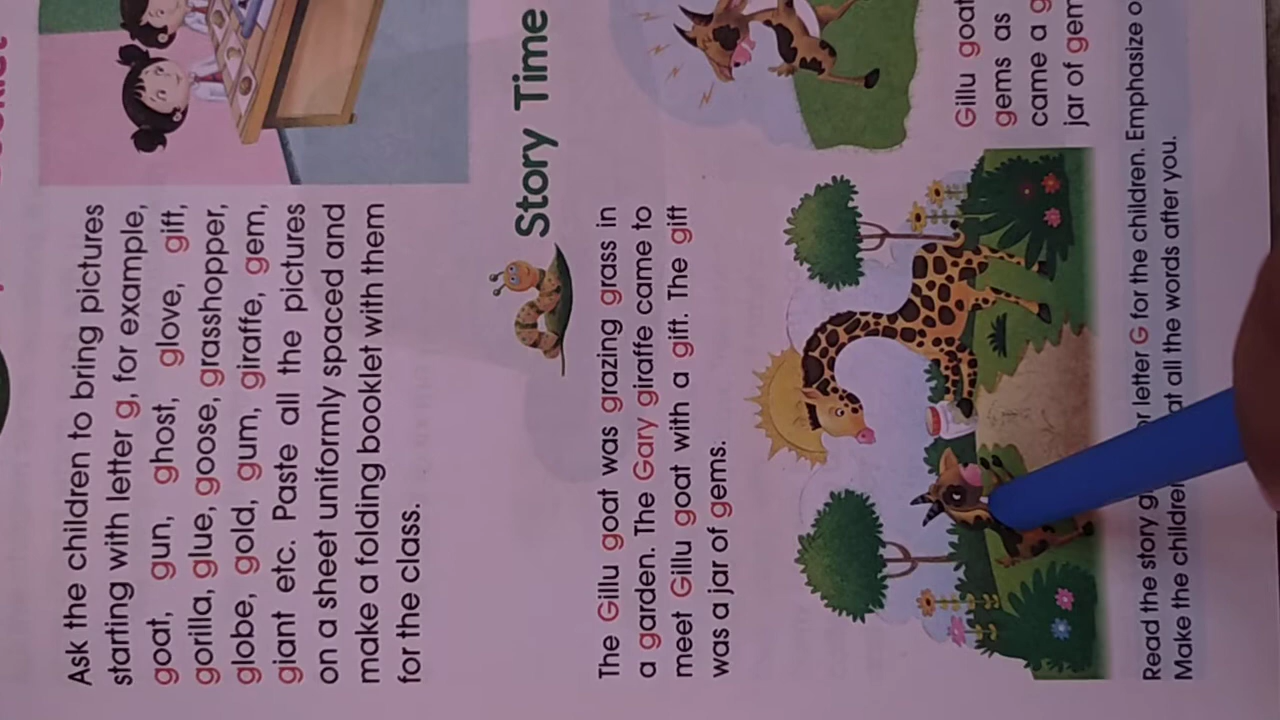 Ask the children to bring pictures
starting with letter g, for example,
goat, gun, ghost, glove, gift,
gorilla, glue, goose, grasshopper,
globe, gold, gum, giraffe, gem,
giant etc. Paste all the pictures
on a sheet uniformly spaced and
make a folding booklet with them
for the class.
Story Time
The Gillu goat was grazing grass in
a garden. The Gary giraffe came to
meet Gillu goat with a gift. The gift
was a jar of gems.
Gillu goat
gems as
came a g
jar of gem
Read the story letter G for the children. Emphasize
Make the all the words after you.